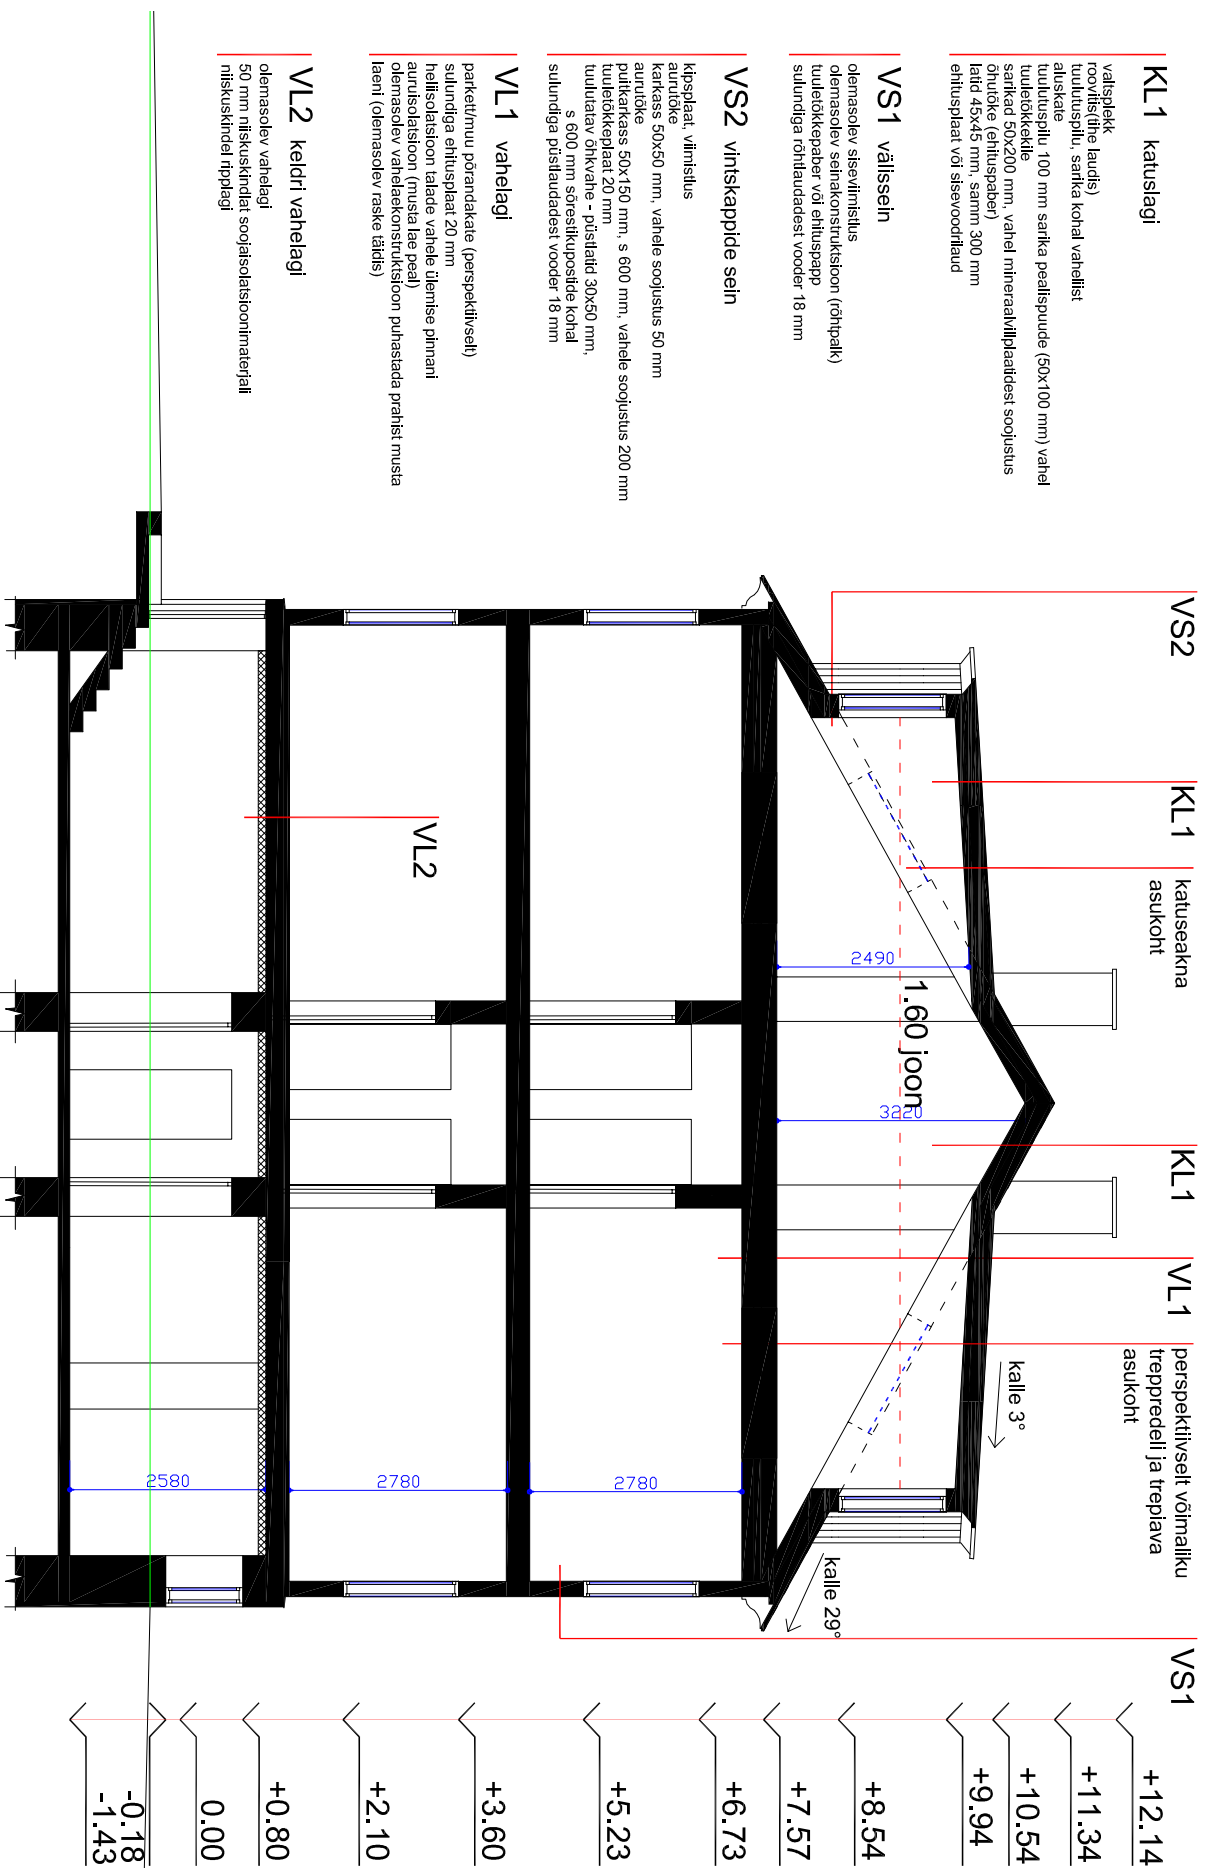 KL1 katuslagi
valtsplekk
roovitis(tihe laudis)
tuulutuspilu, sarika kohal vaheliist
aluskate
tuulutuspilu 100 mm sarika pealispuude (50x100 mm) vahel
tuuletõkkekile
sarikad 50x200 mm, vahel mineraalvillplaatidest soojustus
õhutõke (ehituspaber)
latid 45x45 mm, samm 300 mm
ehitusplaat või sisevoodrilaud
VS1 välissein
olemasolev siseviimistlus
olemasolev seinakonstruktsioon (rõhtpalk)
tuuletõkkepaber või ehituspapp
sulundiga rõhtlaudadest vooder 18 mm
VS2 vintskappide sein
kipsplaat, viimistlus
aurutõke
karkass 50x50 mm, vahele soojustus 50 mm
aurutõke
puitkarkass 50x150 mm, s 600 mm, vahele soojustus 200 mm
tuuletõkkeplaat 20 mm
tuulutatav õhkvahe - püstlatid 30x50 mm,
s 600 mm sõrestikupostide kohal
sulundiga püstlaudadest vooder 18 mm
VL1 vahelagi
parkett/muu põrandakate (perspektiivselt)
sulundiga ehitusplaat 20 mm
heliisolatsioon talade vahele ülemise pinnani
auruisolatsioon (musta lae peal)
olemasolev vahelaekonstruktsioon puhastada prahist musta
laeni (olemasolev raske täidis)
VL2 keldri vahelagi
olemasolev vahelagi
50 mm niiskuskindlat soojaisolatsioonimaterjali
niiskuskindel ripplagi
VS2
KL1
katuseakna
asukoht
KL1
VL1
perspektiivselt võimaliku
treppredeli ja trepiava
asukoht
VS1
kalle 3°
kalle 29°
1.60 joon
2490
3220
VL2
2780
2780
2580
+12.14
+11.34
+10.54
+9.94
+8.54
+7.57
+6.73
+5.23
+3.60
+2.10
+0.80
0.00
-0.18
-1.43